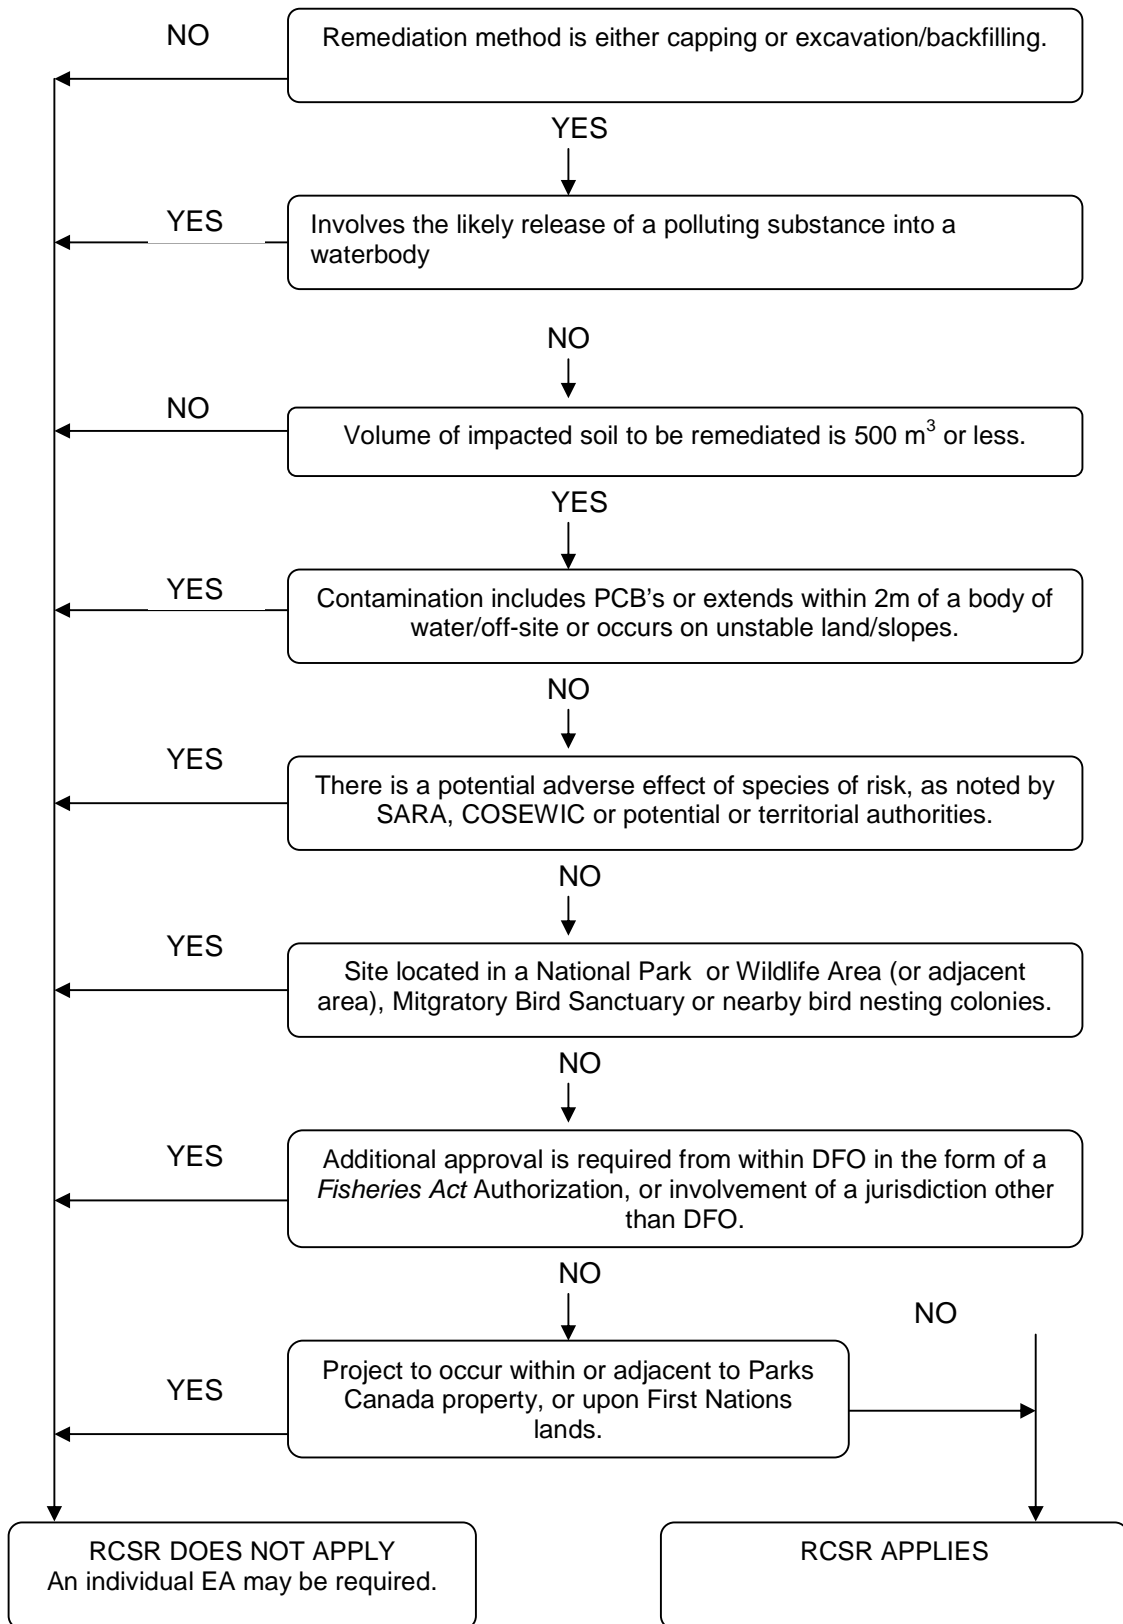 NO
Remediation method is either capping or excavation/backfilling.
YES
YES
Involves the likely release of a polluting substance into a
waterbody
NO
NO
Volume of impacted soil to be remediated is 500 m³ or less.
YES
YES
Contamination includes PCB's or extends within 2m of a body of
water/off-site or occurs on unstable land/slopes.
NO
YES
There is a potential adverse effect of species of risk, as noted by
SARA, COSEWIC or potential or territorial authorities.
NO
YES
Site located in a National Park or Wildlife Area (or adjacent
area), Mitgratory Bird Sanctuary or nearby bird nesting colonies.
NO
YES
Additional approval is required from within DFO in the form of a
Fisheries Act Authorization, or involvement of a jurisdiction other
than DFO.
NO
NO
YES
Project to occur within or adjacent to Parks
Canada property, or upon First Nations
lands.
RCSR DOES NOT APPLY
An individual EA may be required.
RCSR APPLIES